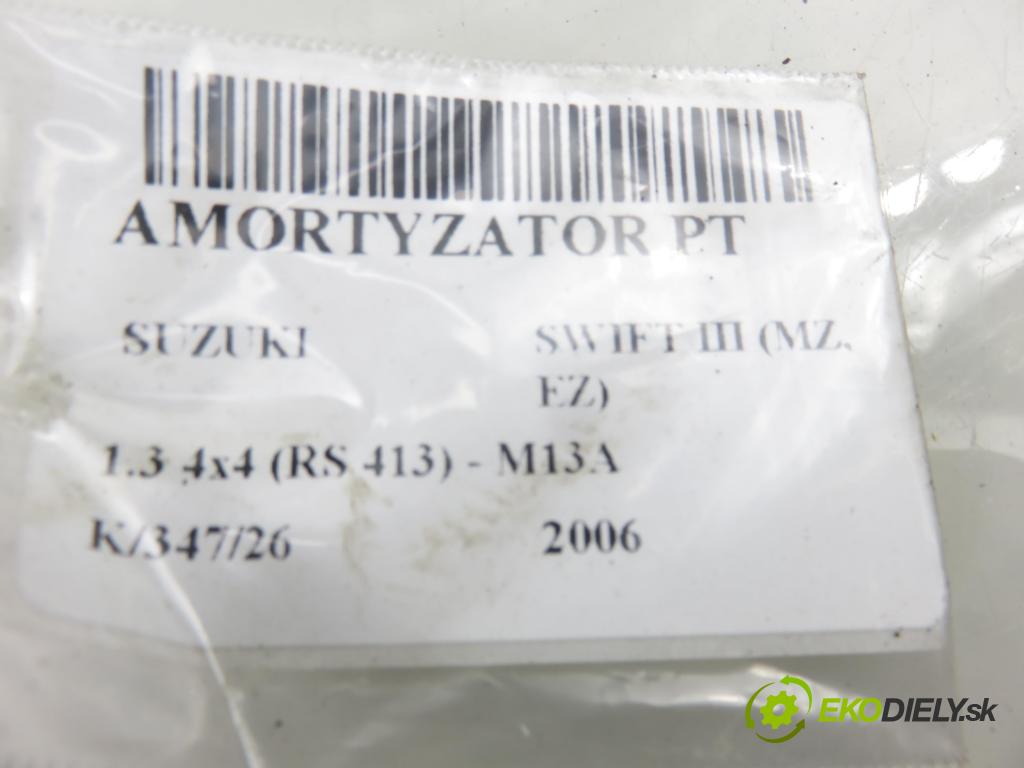 AMORTYZATOR PT
SUZUKI SWIFT III (MZ, EZ)
1.3 4x4 (RS 413) - M13A
K/347/26 2006
EKODIELY.sk